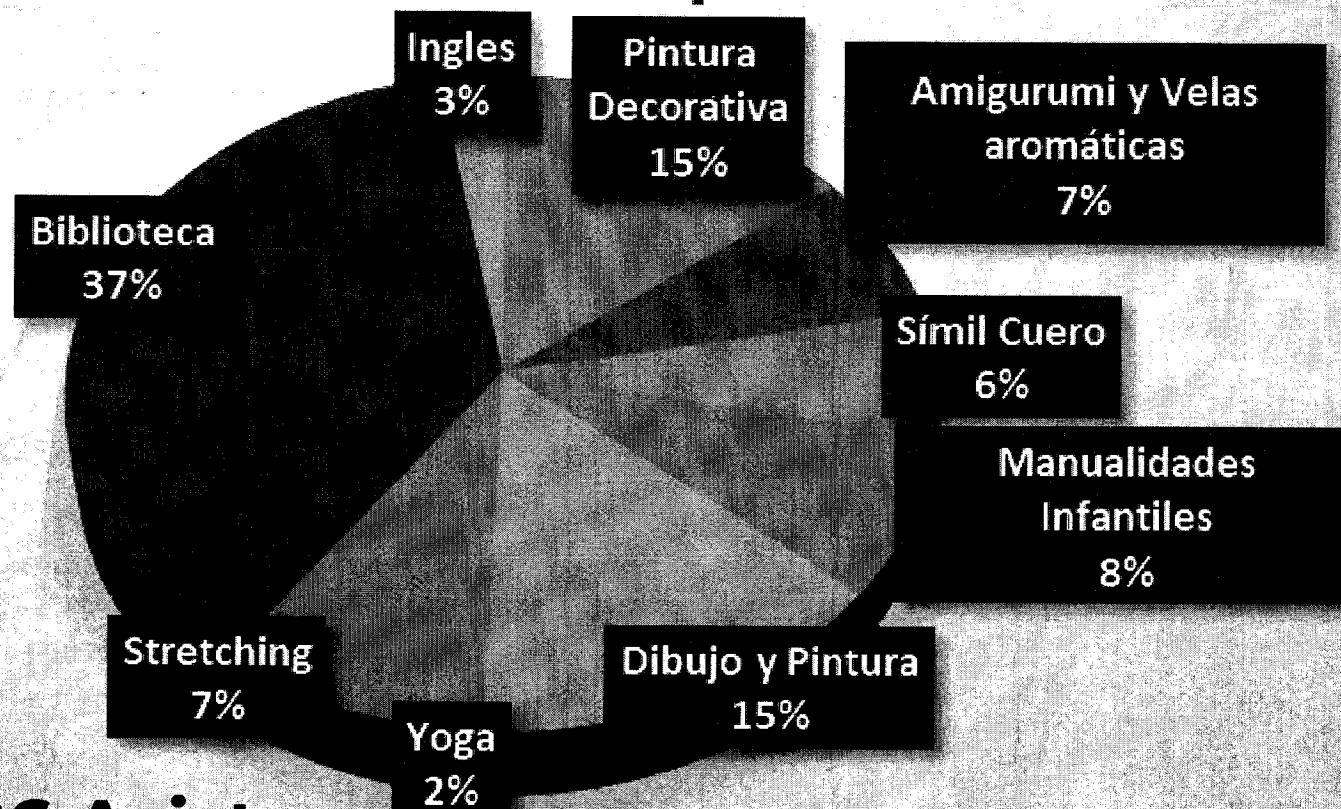 Ingles
3%
Pintura
Decorativa
15%
Amigurumi y Velas
aromáticas
7%
Biblioteca
37%
Símil Cuero
6%
Manualidades
Infantiles
8%
Stretching
7%
Dibujo y Pintura
15%
Yoga
2%